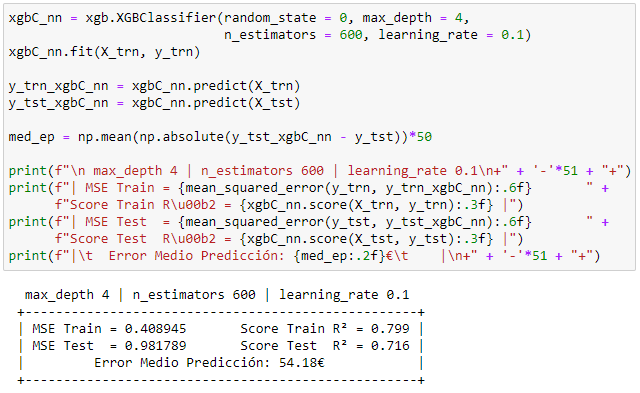 xgbC_nn = xgb.XGBClassifier(random_state = 0, max_depth = 4,
                            n_estimators = 600, learning_rate = 0.1)
xgbC_nn.fit(X_trn, y_trn)

y_trn_xgbC_nn = xgbC_nn.predict(X_trn)
y_tst_xgbC_nn = xgbC_nn.predict(X_tst)

med_ep = np.mean(np.absolute(y_tst_xgbC_nn - y_tst))*50

print(f"\n max_depth 4 | n_estimators 600 | learning_rate 0.1\n+" + '-'*51 + "+")
print(f"| MSE Train = {mean_squared_error(y_trn, y_trn_xgbC_nn):.6f}       " +
      f"Score Train R\u00b2 = {xgbC_nn.score(X_trn, y_trn):.3f} |")
print(f"| MSE Test  = {mean_squared_error(y_tst, y_tst_xgbC_nn):.6f}       " +
      f"Score Test  R\u00b2 = {xgbC_nn.score(X_tst, y_tst):.3f} |")
print(f"|\t  Error Medio Predicción: {med_ep:.2f}€\t    |\n+" + '-'*51 + "+")

 max_depth 4 | n_estimators 600 | learning_rate 0.1
+---------------------------------------------------+
| MSE Train = 0.408945       Score Train R² = 0.799 |
| MSE Test  = 0.981789       Score Test  R² = 0.716 |
|         Error Medio Predicción: 54.18€            |
+---------------------------------------------------+